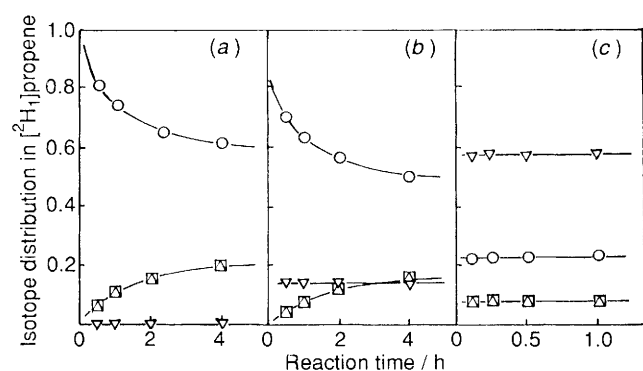 Isotope distribution in [²H₁]propene
1.0
0.8
0.6
0.4
0.2
(a)
(b)
(c)
0 2 4 0 2 4 0 0.5 1.0
Reaction time / h